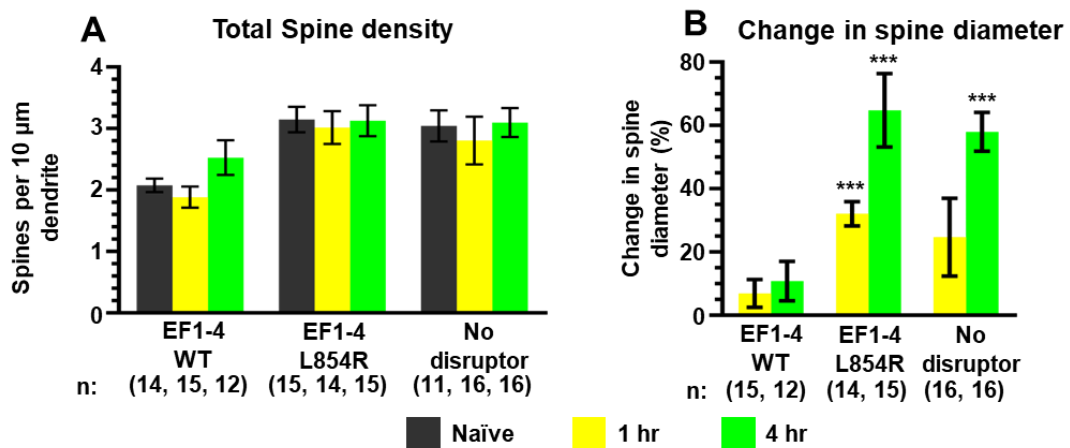 A
Total Spine density
Spines per 10 µm
dendrite
4
3
2
1
0
EF1-4
WT
EF1-4
L854R
No
disruptor
n:
(14, 15, 12)
(15, 14, 15)
(11, 16, 16)
B
Change in spine diameter
Change in spine
diameter (%)
80
60
40
20
0
***
***
***
EF1-4
WT
EF1-4
L854R
No
disruptor
n:
(15, 12)
(14, 15)
(16, 16)
Naïve
1 hr
4 hr